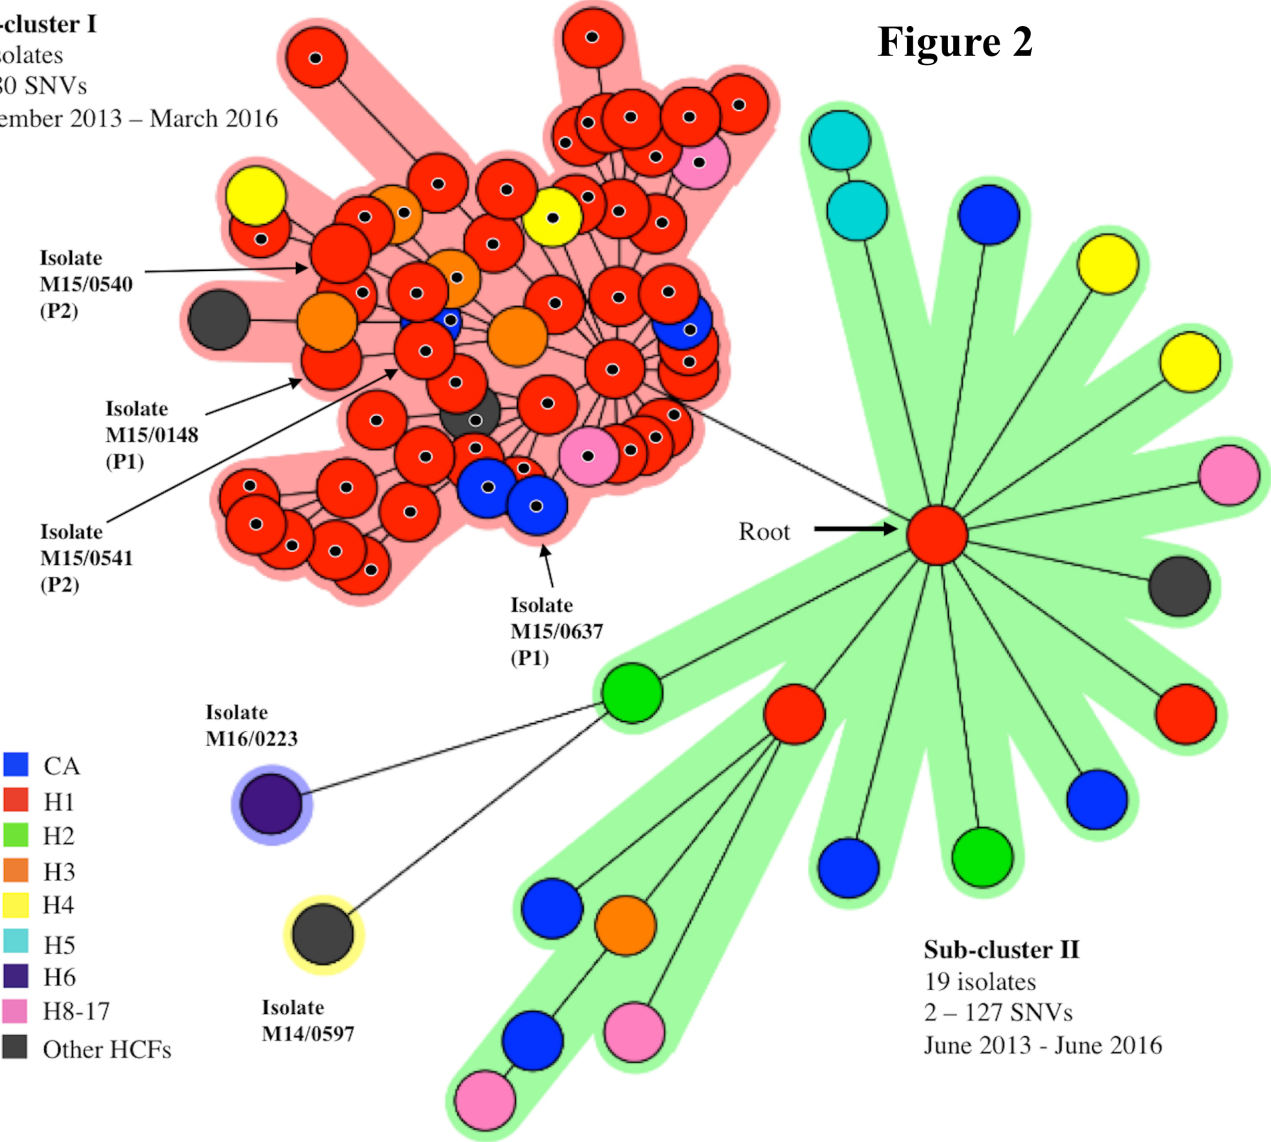 -cluster I
solates
80 SNVs
ember 2013 – March 2016
Figure 2
Isolate
M15/0540
(P2)
Isolate
M15/0148
(P1)
Isolate
M15/0541
(P2)
Root
Isolate
M15/0637
(P1)
Isolate
M16/0223
Isolate
M14/0597
CA
H1
H2
H3
H4
H5
H6
H8-17
Other HCFs
Sub-cluster II
19 isolates
2 – 127 SNVs
June 2013 - June 2016